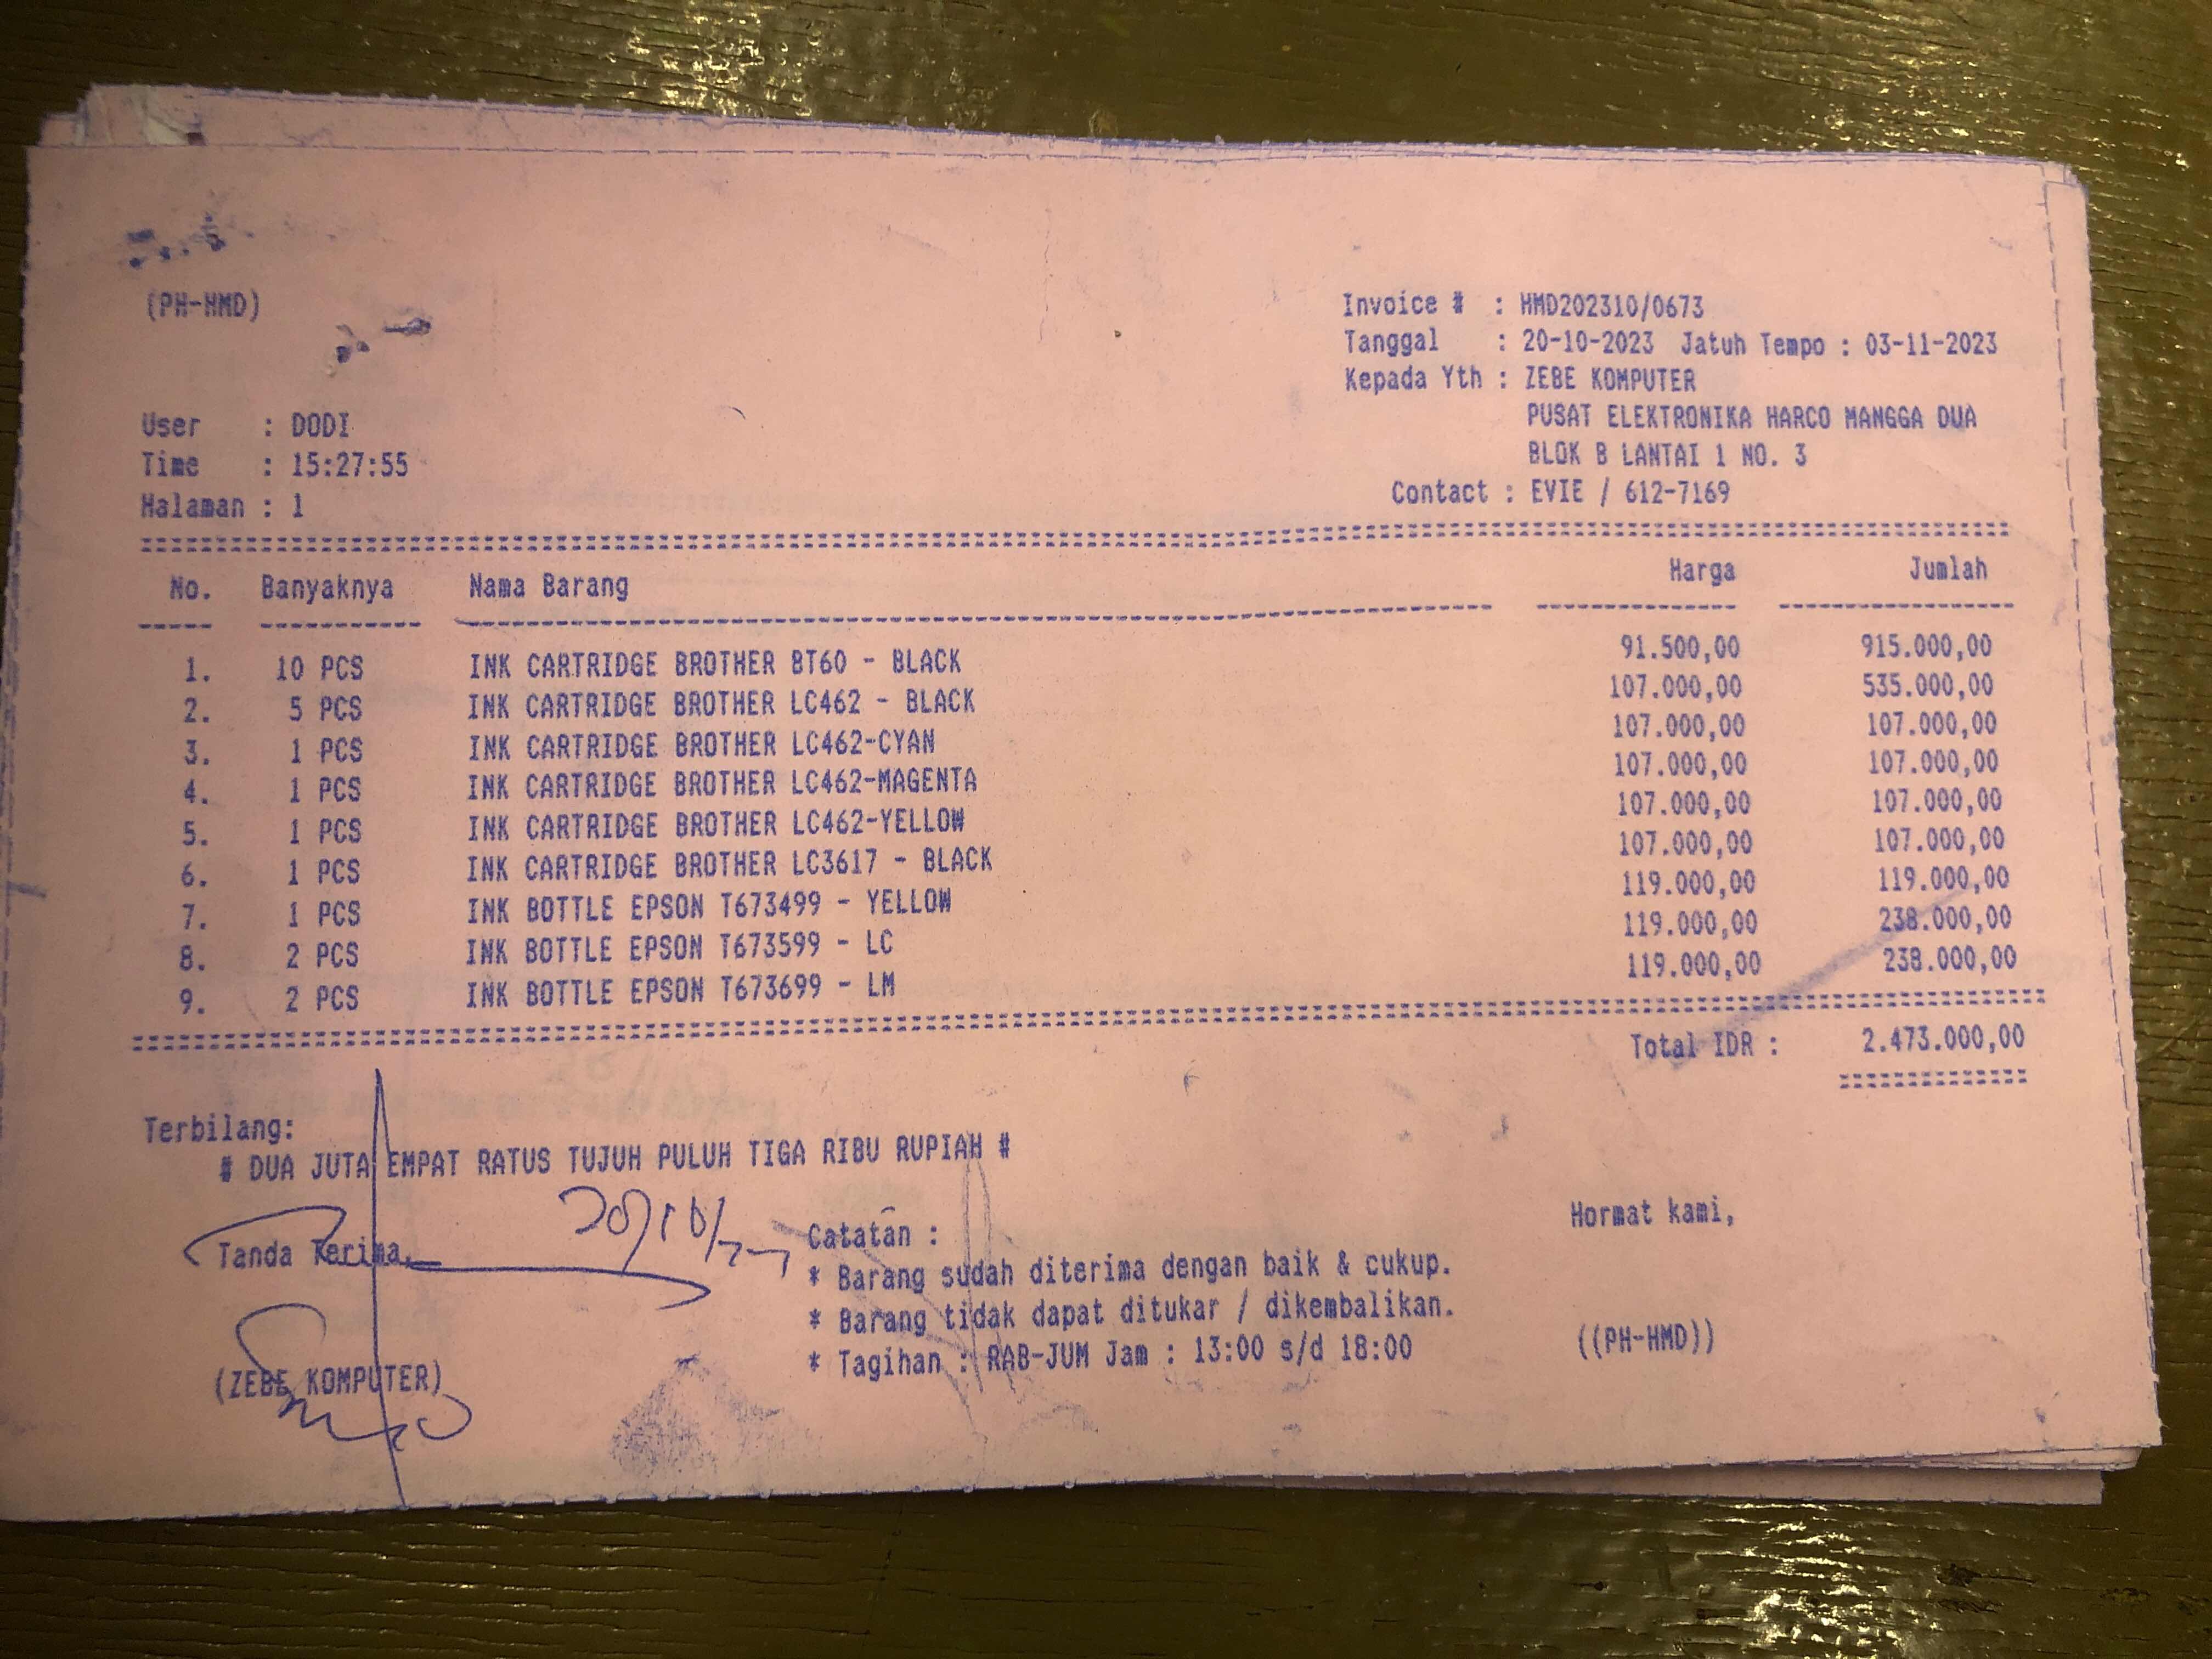 (PH-HMD)
Invoice # : HMD202310/0673
Tanggal : 20-10-2023 Jatuh Tempo : 03-11-2023
Kepada Yth : ZEBE KOMPUTER
PUSAT ELEKTRONIKA HARCO MANGGA DUA
BLOK B LANTAI 1 NO. 3
Contact : EVIE / 612-7169
User : DODI
Time : 15:27:55
Halaman : 1
No. Banyaknya Nama Barang Harga Jumlah
1. 10 PCS INK CARTRIDGE BROTHER BT60 - BLACK 91.500,00 915.000,00
2. 5 PCS INK CARTRIDGE BROTHER LC462 - BLACK 107.000,00 535.000,00
3. 1 PCS INK CARTRIDGE BROTHER LC462-CYAN 107.000,00 107.000,00
4. 1 PCS INK CARTRIDGE BROTHER LC462-MAGENTA 107.000,00 107.000,00
5. 1 PCS INK CARTRIDGE BROTHER LC462-YELLOW 107.000,00 107.000,00
6. 1 PCS INK CARTRIDGE BROTHER LC3617 - BLACK 107.000,00 107.000,00
7. 1 PCS INK BOTTLE EPSON T673499 - YELLOW 119.000,00 119.000,00
8. 2 PCS INK BOTTLE EPSON T673599 - LC 119.000,00 238.000,00
9. 2 PCS INK BOTTLE EPSON T673699 - LM 119.000,00 238.000,00
Total IDR : 2.473.000,00
Terbilang:
# DUA JUTA EMPAT RATUS TUJUH PULUH TIGA RIBU RUPIAH #
Tanda Terima,
(ZEBE KOMPUTER)
Catatan :
* Barang sudah diterima dengan baik & cukup.
* Barang tidak dapat ditukar / dikembalikan.
* Tagihan : RAB-JUM Jam : 13:00 s/d 18:00
Hormat kami,
((PH-HMD))